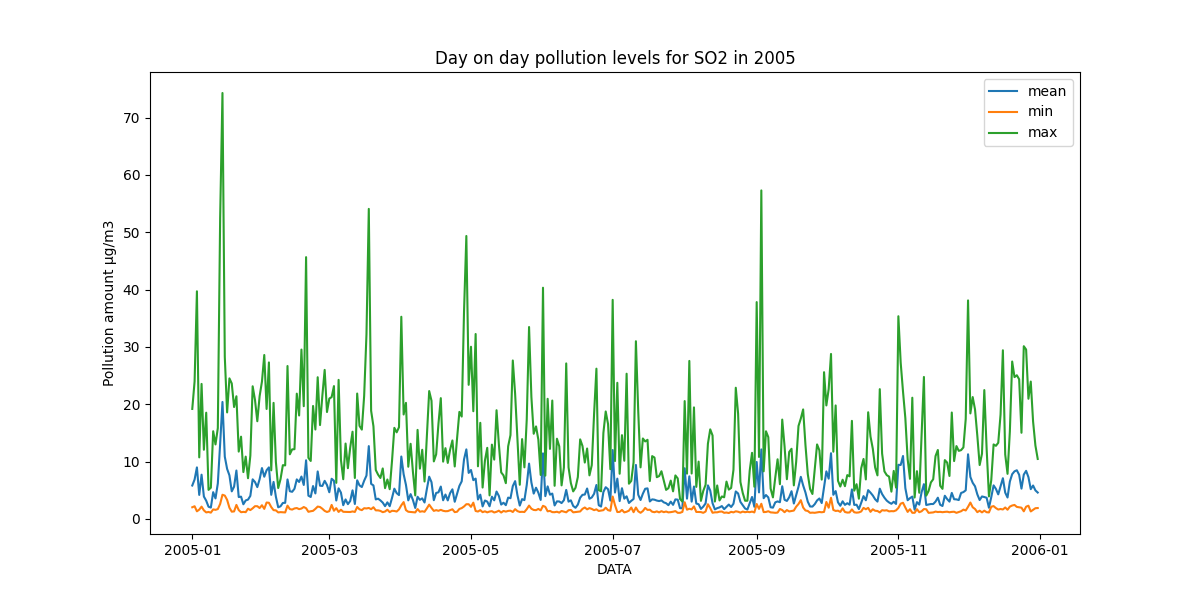 Day on day pollution levels for SO2 in 2005
mean
min
max
Pollution amount µg/m3
70
60
50
40
30
20
10
0
2005-01
2005-03
2005-05
2005-07
2005-09
2005-11
2006-01
DATA